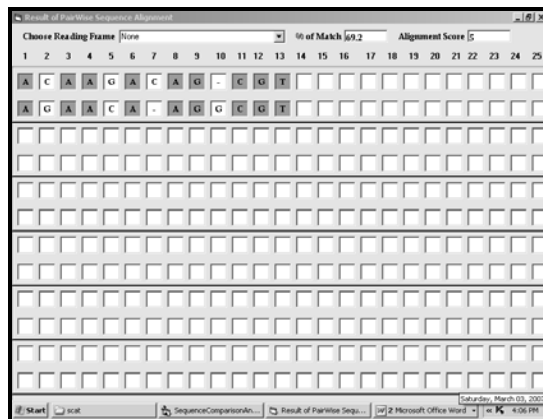 Result of PairWise Sequence Alignment
Choose Reading Frame None % of Match 69.2 Alignment Score 5
1 2 3 4 5 6 7 8 9 10 11 12 13 14 15 16 17 18 19 20 21 22 23 24 25
A C A A G A C A G - C G T
A G A A C A - A G G C G T
Saturday, March 03, 200
Start scat SequenceComparisonAn... Result of PairWise Sequ... 2 Microsoft Office Word « K 4:06 PM